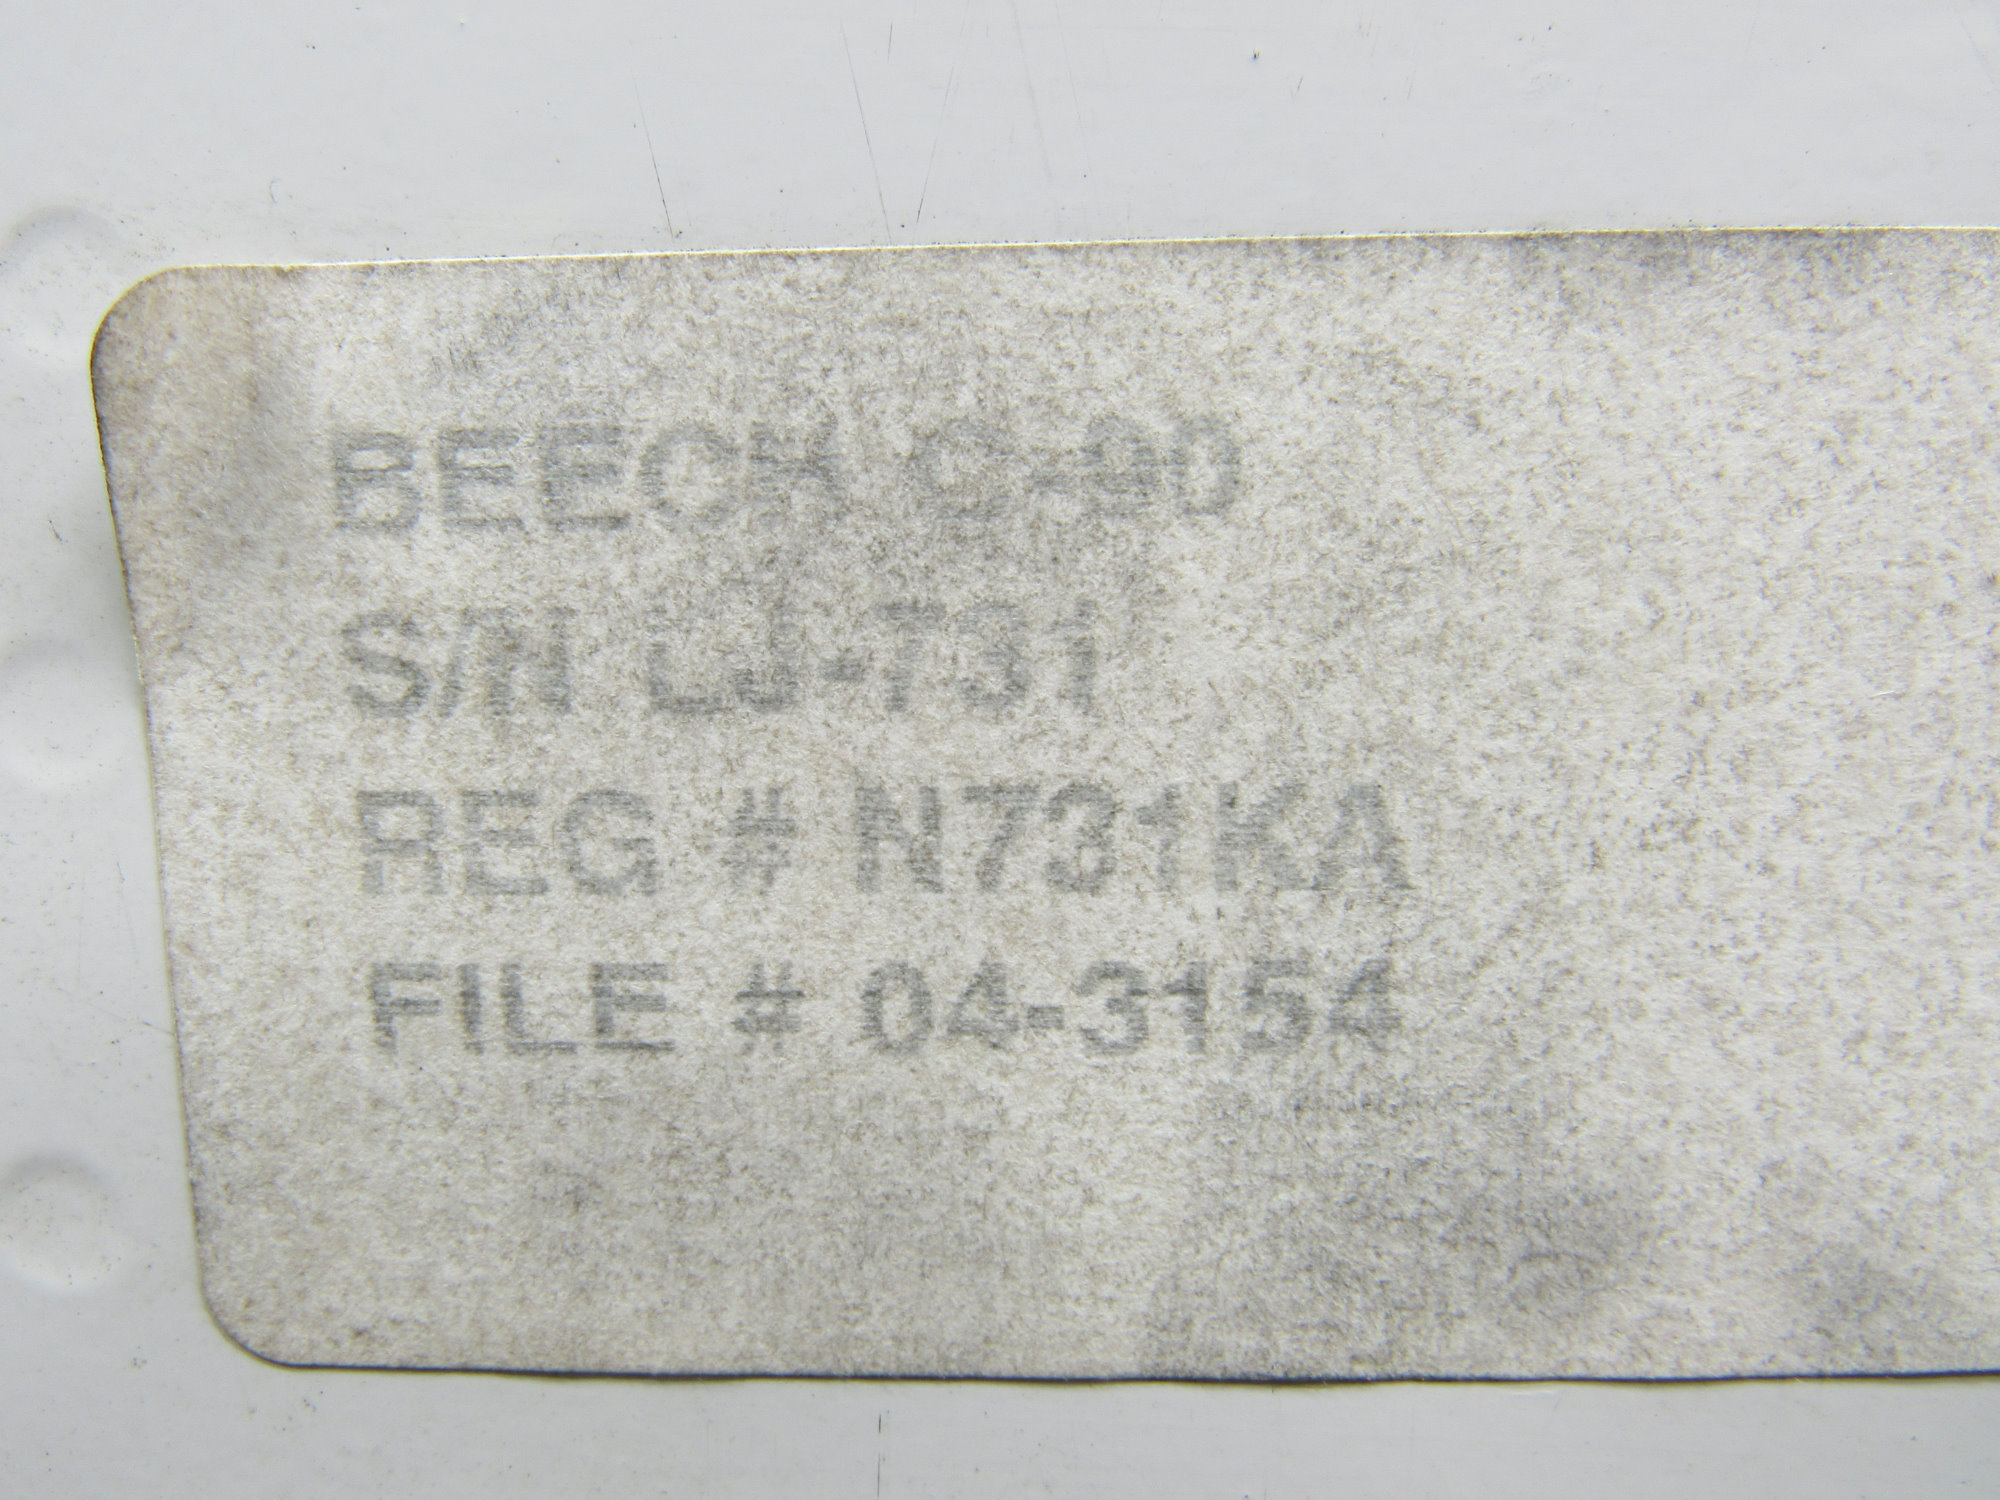 BEECH C-90
S/N LJ-731
REG # N731KA
FILE # 04-3154